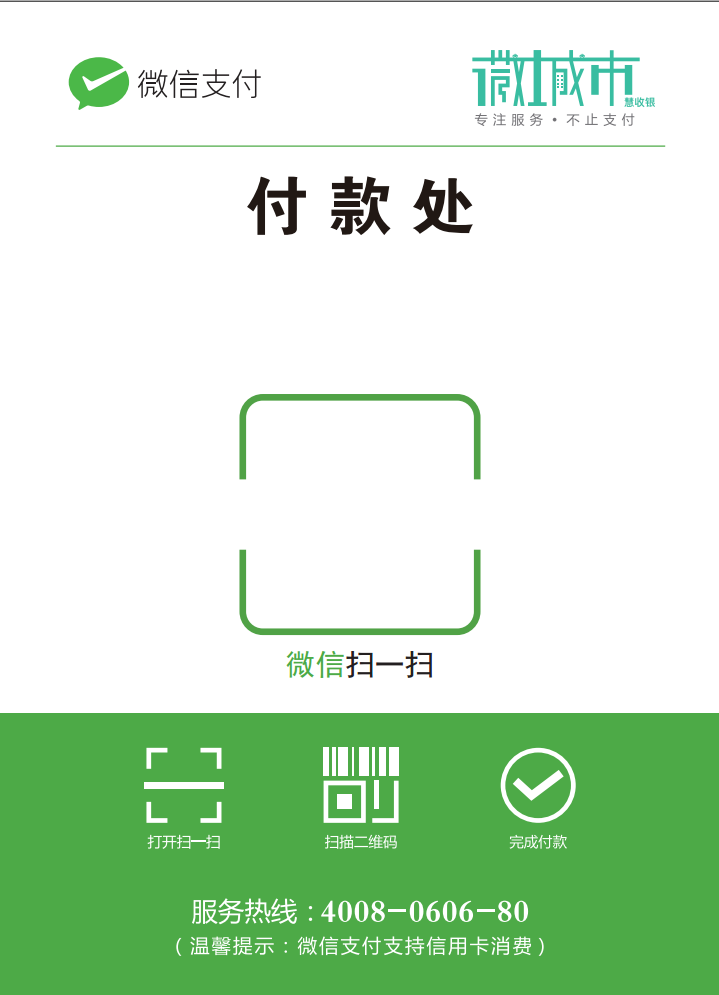 微信支付
微城市
慧收银
专注服务·不止支付
付款处
微信扫一扫
打开扫一扫
扫描二维码
完成付款
服务热线：4008-0606-80
（温馨提示：微信支付支持信用卡消费）